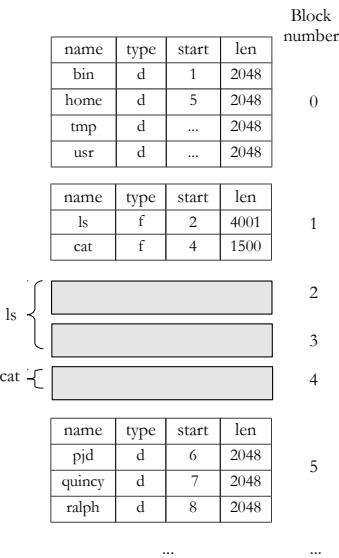 Block
number
name type start len
bin d 1 2048
home d 5 2048
0
tmp d ... 2048
usr d ... 2048
name type start len
ls f 2 4001
1
cat f 4 1500
2
ls
3
cat
4
name type start len
pjd d 6 2048
5
quincy d 7 2048
ralph d 8 2048
... ...